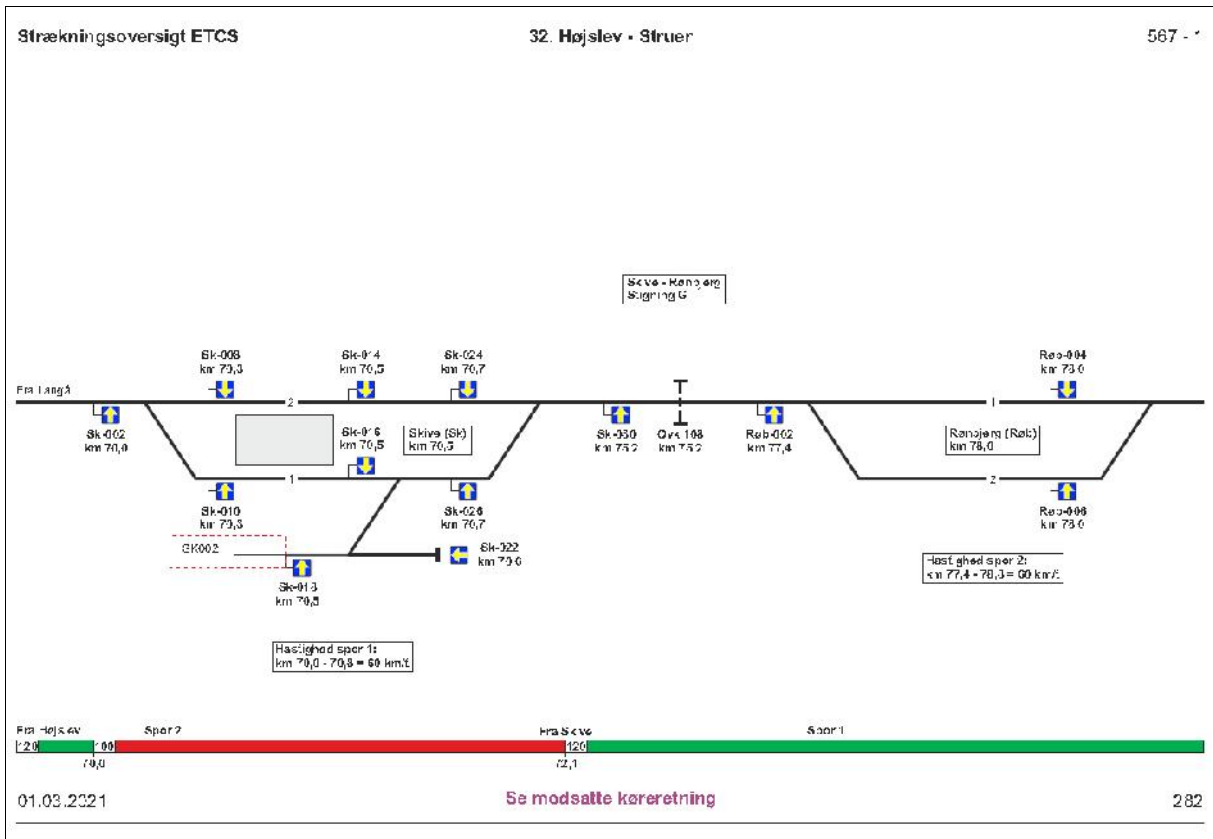 Strækningsoversigt ETCS
32. Højslev - Struer
567 - 1
Skive - Rønbjerg
Stigning G
Sk-008
km 70,3
Sk-014
km 70,5
Sk-024
km 70,7
Røb-004
km 78,0
Fra Langå
2
1
Sk-002
km 70,0
Sk-016
km 70,5
Skive (Sk)
km 70,5
Sk-030
km 75,2
Ovk 108
km 75,2
Røb-002
km 77,4
Rønbjerg (Røb)
km 78,0
1
2
Sk-010
km 70,3
Sk-026
km 70,7
Røb-006
km 78,0
SK002
Sk-022
km 70,6
Sk-018
km 70,5
Hastighed spor 2:
km 77,4 - 78,3 = 60 km/t
Hastighed spor 1:
km 70,0 - 70,8 = 60 km/t
Fra Højslev
Spor 2
Fra Skive
Spor 1
120
100
120
70,0
72,1
01.03.2021
Se modsatte køreretning
282